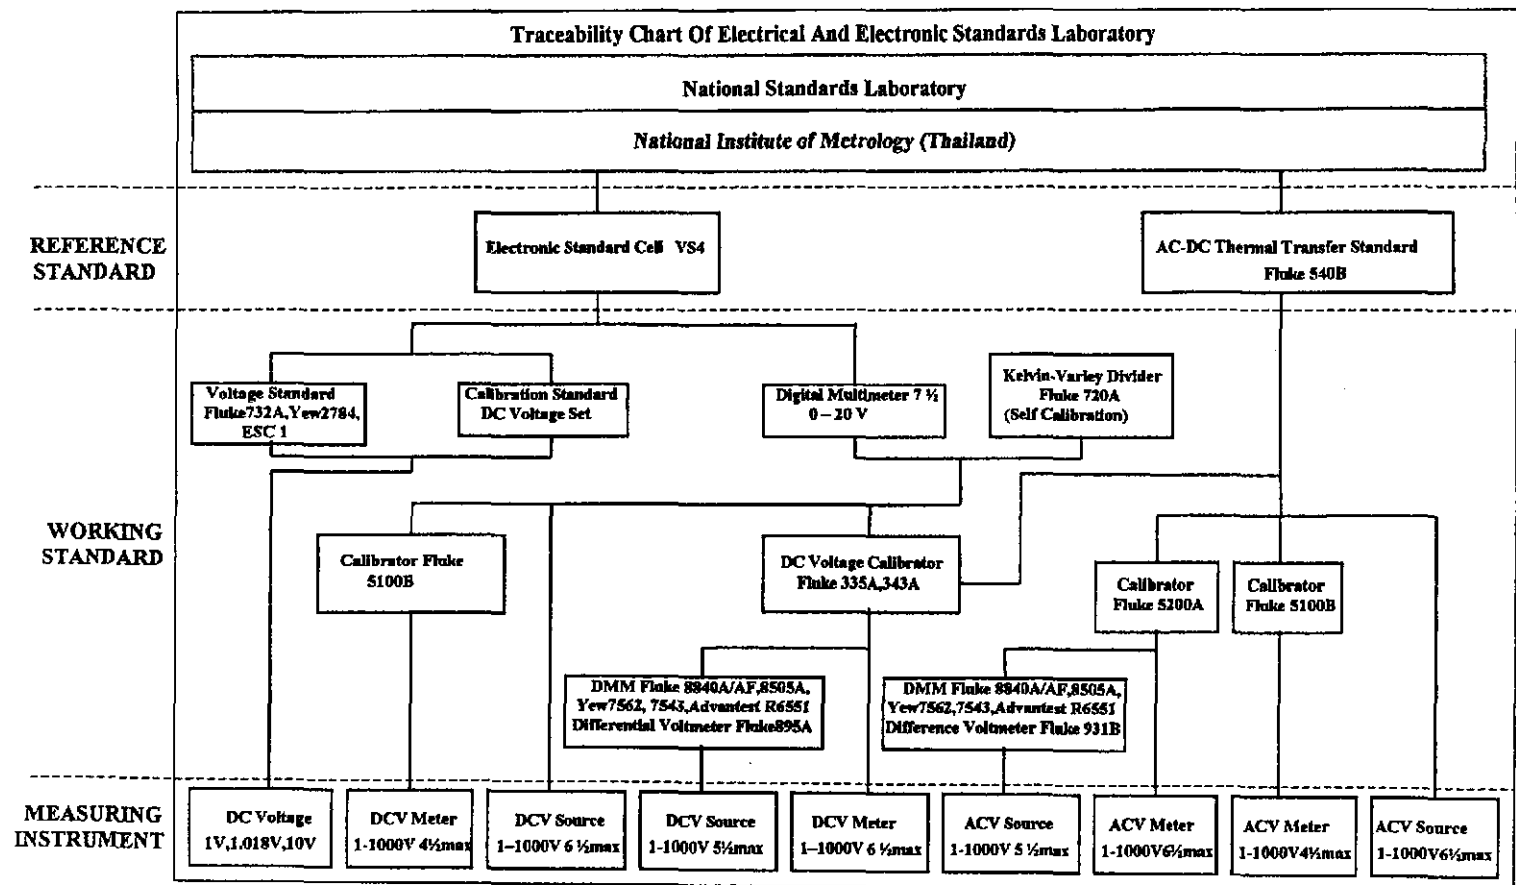 Traceability Chart Of Electrical And Electronic Standards Laboratory
National Standards Laboratory
National Institute of Metrology (Thailand)
REFERENCE
STANDARD
Electronic Standard Cell VS4
AC-DC Thermal Transfer Standard
Fluke 540B
WORKING
STANDARD
Voltage Standard
Fluke732A,Yew2784,
ESC 1
Calibration Standard
DC Voltage Set
Digital Multimeter 7 ½
0 – 20 V
Kelvin-Varley Divider
Fluke 720A
(Self Calibration)
Calibrator Fluke
5100B
DC Voltage Calibrator
Fluke 335A,343A
Calibrator
Fluke 5200A
Calibrator
Fluke 5100B
DMM Fluke 8840A/AF,8505A,
Yew7562, 7543,Advantest R6551
Differential Voltmeter Fluke895A
DMM Fluke 8840A/AF,8505A,
Yew7562,7543,Advantest R6551
Difference Voltmeter Fluke 931B
MEASURING
INSTRUMENT
DC Voltage
1V,1.018V,10V
DCV Meter
1-1000V 4½max
DCV Source
1–1000V 6 ½max
DCV Source
1-1000V 5½max
DCV Meter
1–1000V 6 ½max
ACV Source
1-1000V 5 ½max
ACV Meter
1-1000V6½max
ACV Meter
1-1000V4½max
ACV Source
1-1000V6½max